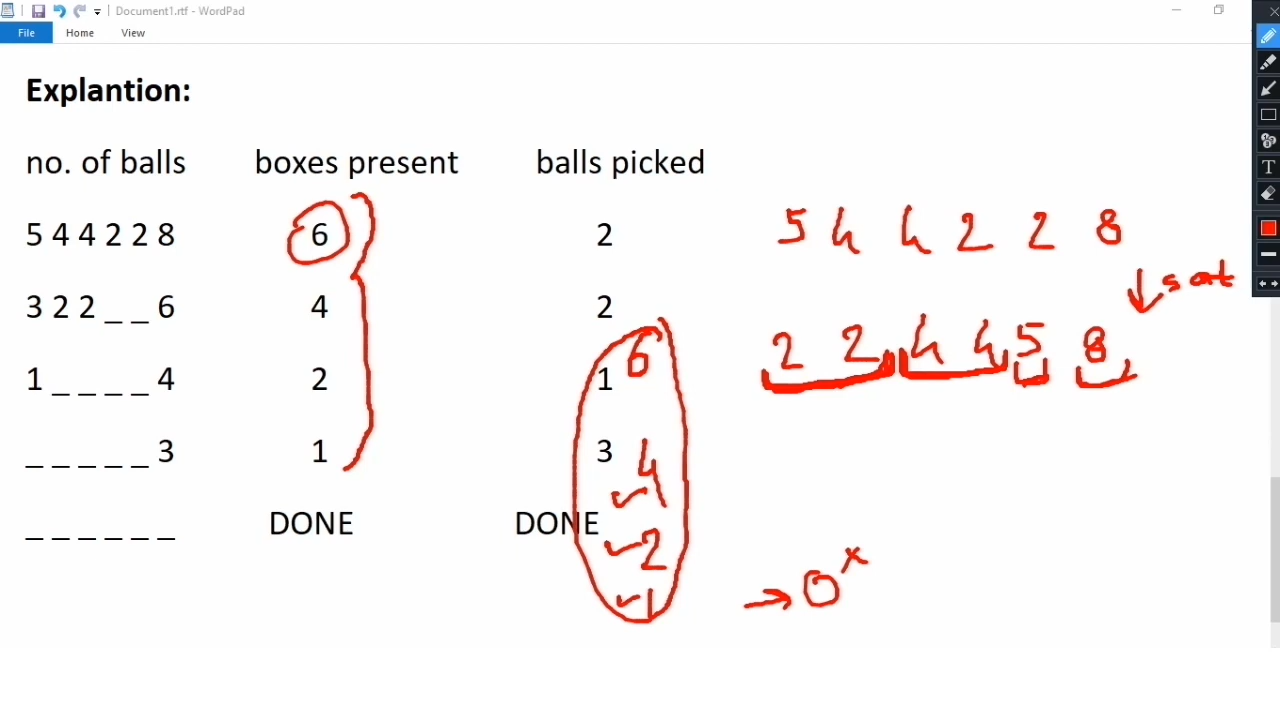 Document1.rtf - WordPad
File Home View
Explantion:
no. of balls boxes present balls picked
5 4 4 2 2 8 6 2 5 4 4 2 2 8
sort
3 2 2 _ _ 6 4 2
6 2 2 4 4 5 8
1 _ _ _ _ 4 2 1
_ _ _ _ _ 3 1 3 4
_ _ _ _ _ _ DONE DONE
2
1 → 0 x